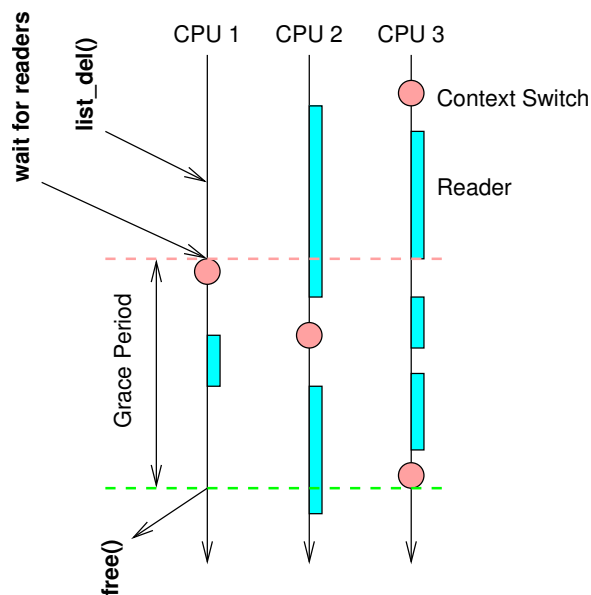 CPU 1
CPU 2
CPU 3
wait for readers
list_del()
Context Switch
Reader
Grace Period
free()